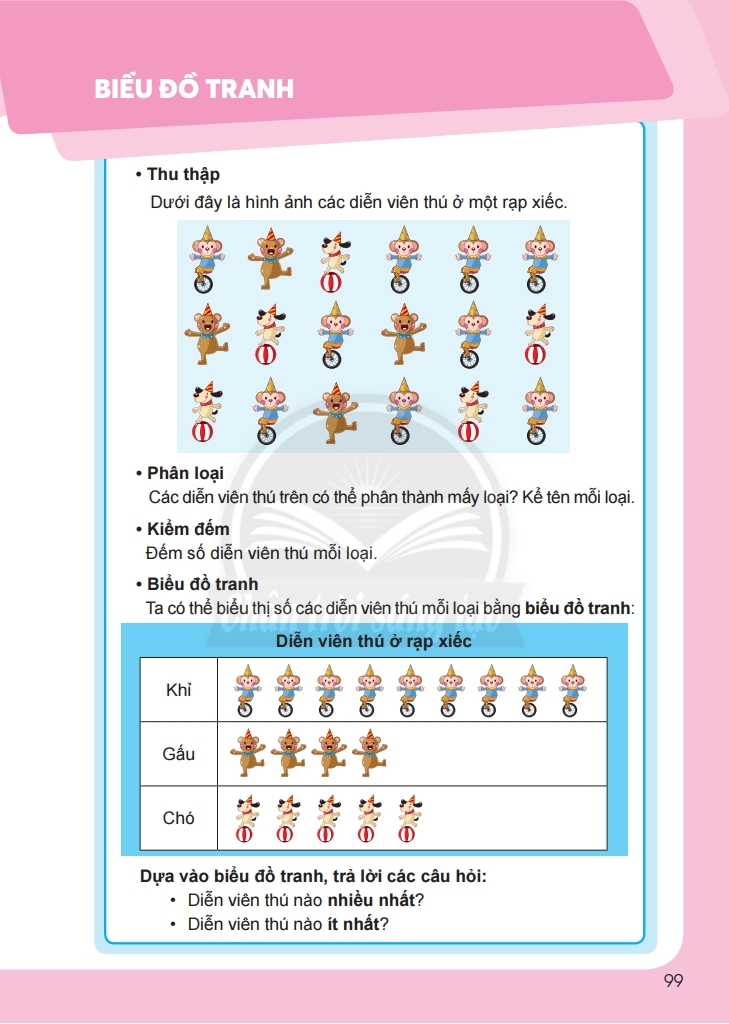 BIỂU ĐỒ TRANH
• Thu thập
Dưới đây là hình ảnh các diễn viên thú ở một rạp xiếc.
• Phân loại
Các diễn viên thú trên có thể phân thành mấy loại? Kể tên mỗi loại.
• Kiểm đếm
Đếm số diễn viên thú mỗi loại.
• Biểu đồ tranh
Ta có thể biểu thị số các diễn viên thú mỗi loại bằng biểu đồ tranh:
Chân trời sáng tạo
Diễn viên thú ở rạp xiếc
Khỉ
Gấu
Chó
Dựa vào biểu đồ tranh, trả lời các câu hỏi:
• Diễn viên thú nào nhiều nhất?
• Diễn viên thú nào ít nhất?
99